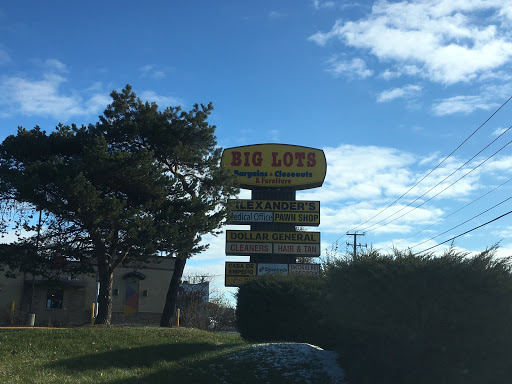 BIG LOTS
Bargains • Closeouts
& Furniture
ALEXANDER'S
Medical Office PAWN SHOP
DOLLAR GENERAL
CLEANERS HAIR & TAN